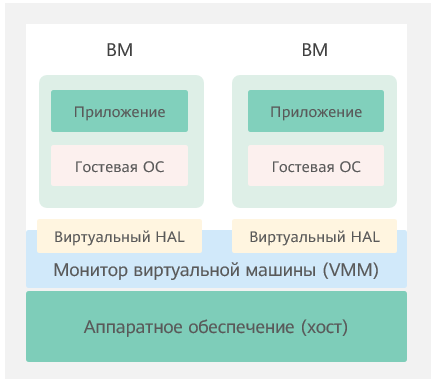 ВМ ВМ
Приложение Приложение
Гостевая ОС Гостевая ОС
Виртуальный HAL Виртуальный HAL
Монитор виртуальной машины (VMM)
Аппаратное обеспечение (хост)